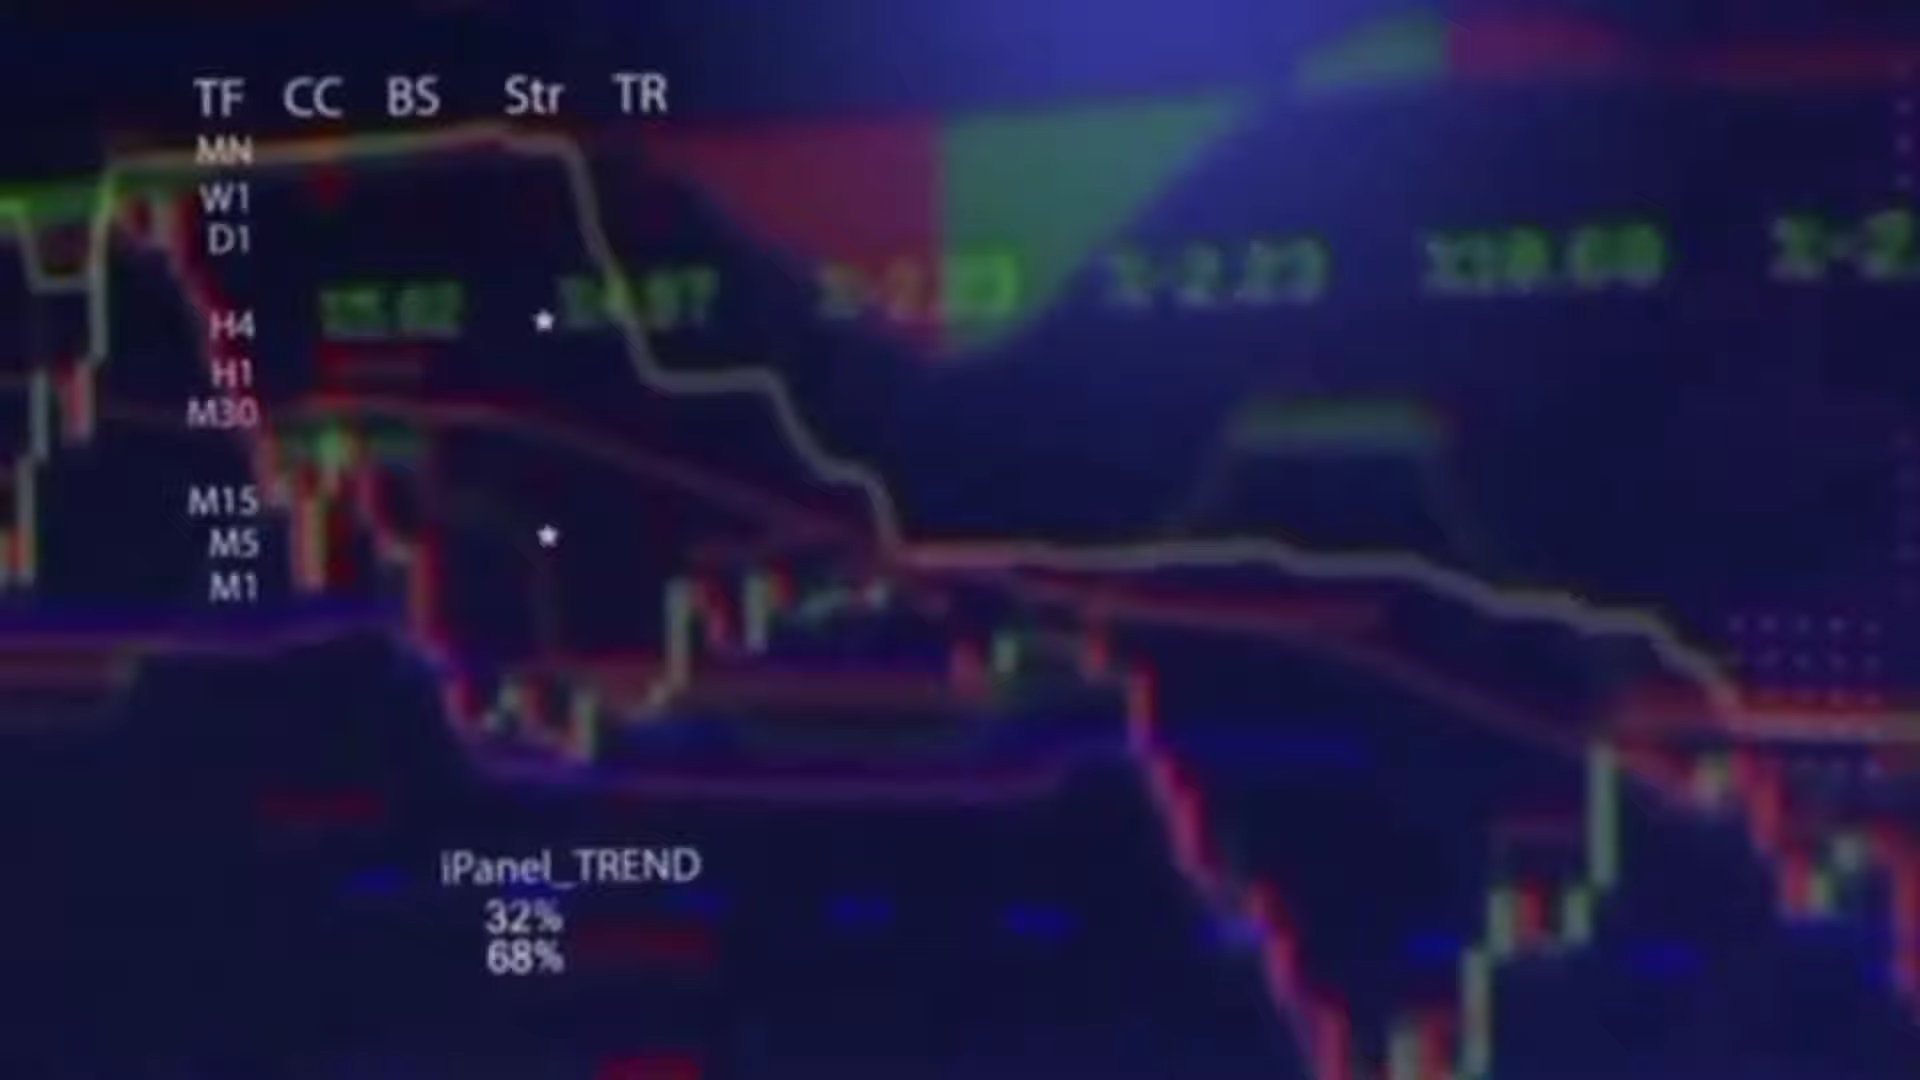 TF CC BS Str TR
MN
W1
D1
H4
H1
M30
M15
M5
M1
iPanel_TREND
32%
68%